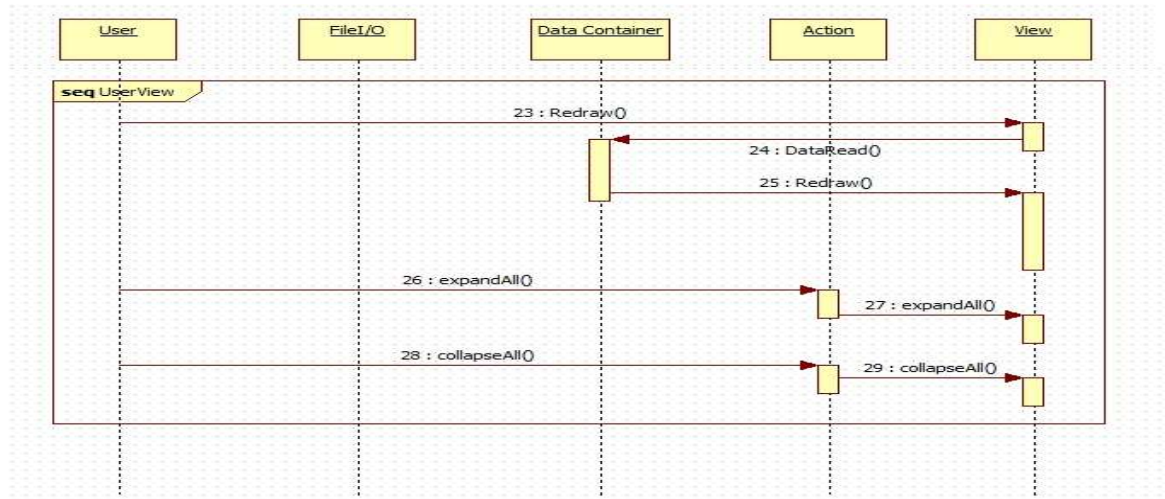 User
FileI/O
Data Container
Action
View
seq UserView
23 : Redraw()
24 : DataRead()
25 : Redraw()
26 : expandAll()
27 : expandAll()
28 : collapseAll()
29 : collapseAll()